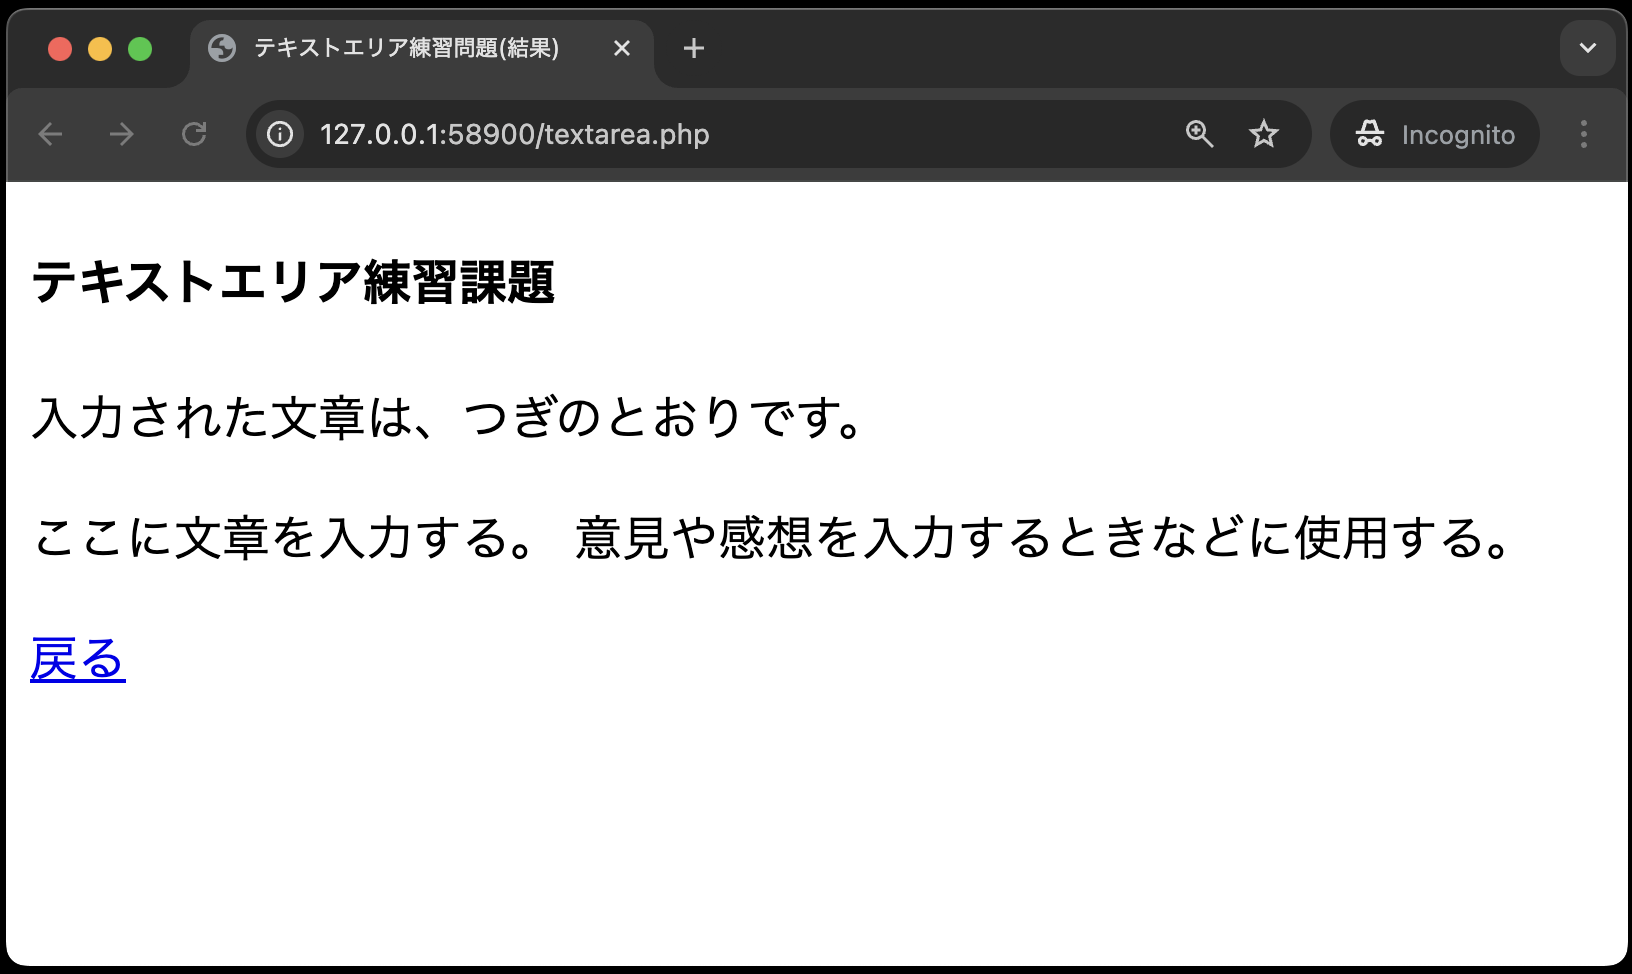 テキストエリア練習問題(結果)
127.0.0.1:58900/textarea.php
Incognito
テキストエリア練習課題
入力された文章は、つぎのとおりです。
ここに文章を入力する。 意見や感想を入力するときなどに使用する。
戻る